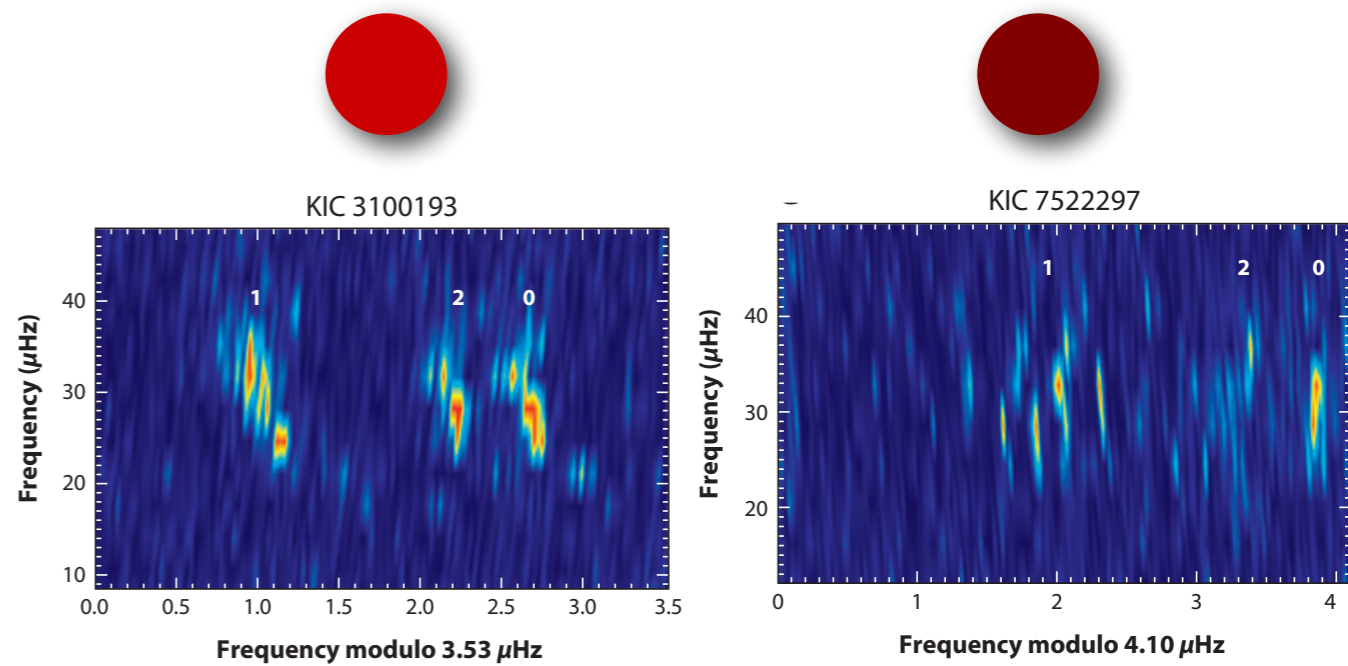 KIC 3100193
KIC 7522297
1 2 0
1 2 0
Frequency (μHz)
40
30
20
10
0.0 0.5 1.0 1.5 2.0 2.5 3.0 3.5
Frequency modulo 3.53 μHz
Frequency (μHz)
40
30
20
0 1 2 3 4
Frequency modulo 4.10 μHz